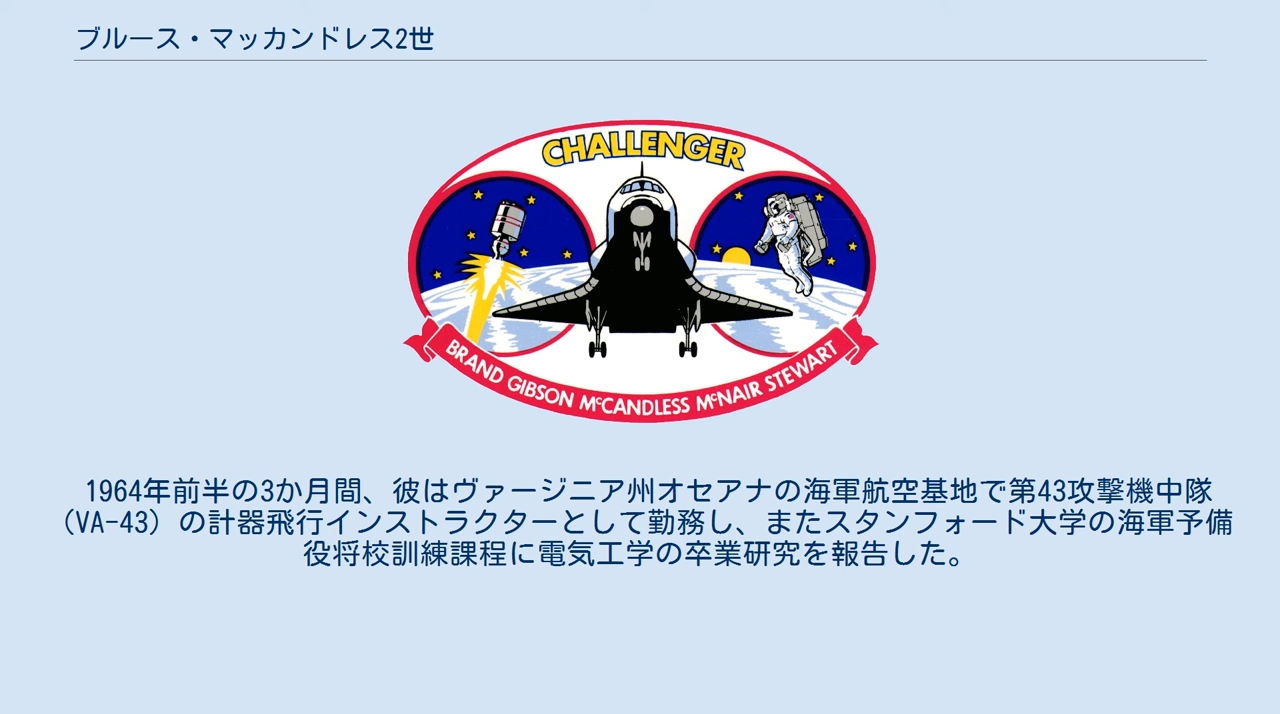 ブルース・マッカンドレス2世
CHALLENGER
BRAND GIBSON McCANDLESS McNAIR STEWART
1964年前半の3か月間、彼はヴァージニア州オセアナの海軍航空基地で第43攻撃機中隊
（VA-43）の計器飛行インストラクターとして勤務し、またスタンフォード大学の海軍予備
役将校訓練課程に電気工学の卒業研究を報告した。